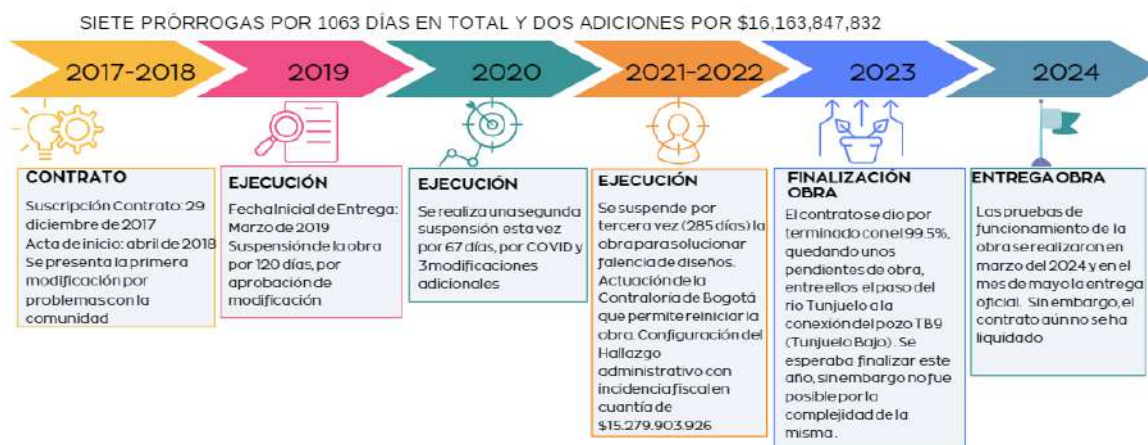 SIETE PRÓRROGAS POR 1063 DÍAS EN TOTAL Y DOS ADICIONES POR $16,163,847,832
2017-2018
2019
2020
2021-2022
2023
2024
CONTRATO
Suscripción Contrato: 29
diciembre de 2017
Acta de inicio: abril de 2018
Se presenta la primera
modificación por
problemas con la
comunidad
EJECUCIÓN
Fecha Inicial de Entrega:
Marzo de 2019
Suspensión de la obra
por 120 días, por
aprobación de
modificación
EJECUCIÓN
Se realiza una segunda
suspensión esta vez
por 67 días, por COVID y
3 modificaciones
adicionales
EJECUCIÓN
Se suspende por
tercera vez (285 días) la
obra para solucionar
falencia de diseños.
Actuación de la
Contraloría de Bogotá
que permite reiniciar la
obra. Configuración del
Hallazgo
administrativo con
incidencia fiscal en
cuantía de
$15.279.903.926
FINALIZACIÓN
OBRA
El contrato se dio por
terminado con el 99.5%,
quedando unos
pendientes de obra,
entre ellos el paso del
rio Tunjuelo a la
conexión del pozo TB9
(Tunjuelo Bajo). Se
esperaba finalizar este
año, sin embargo no fue
posible por la
complejidad de la
misma.
ENTREGA OBRA
Las pruebas de
funcionamiento de la
obra se realizaron en
marzo del 2024 y en el
mes de mayo la entrega
oficial. Sin embargo, el
contrato aún no se ha
liquidado